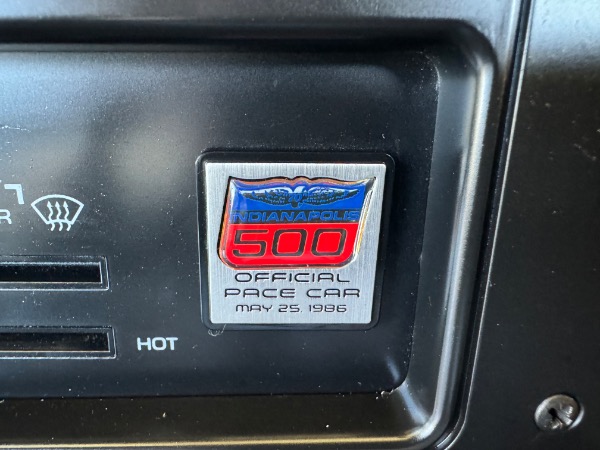 INDIANAPOLIS
500
OFFICIAL
PACE CAR
MAY 25, 1986
HOT